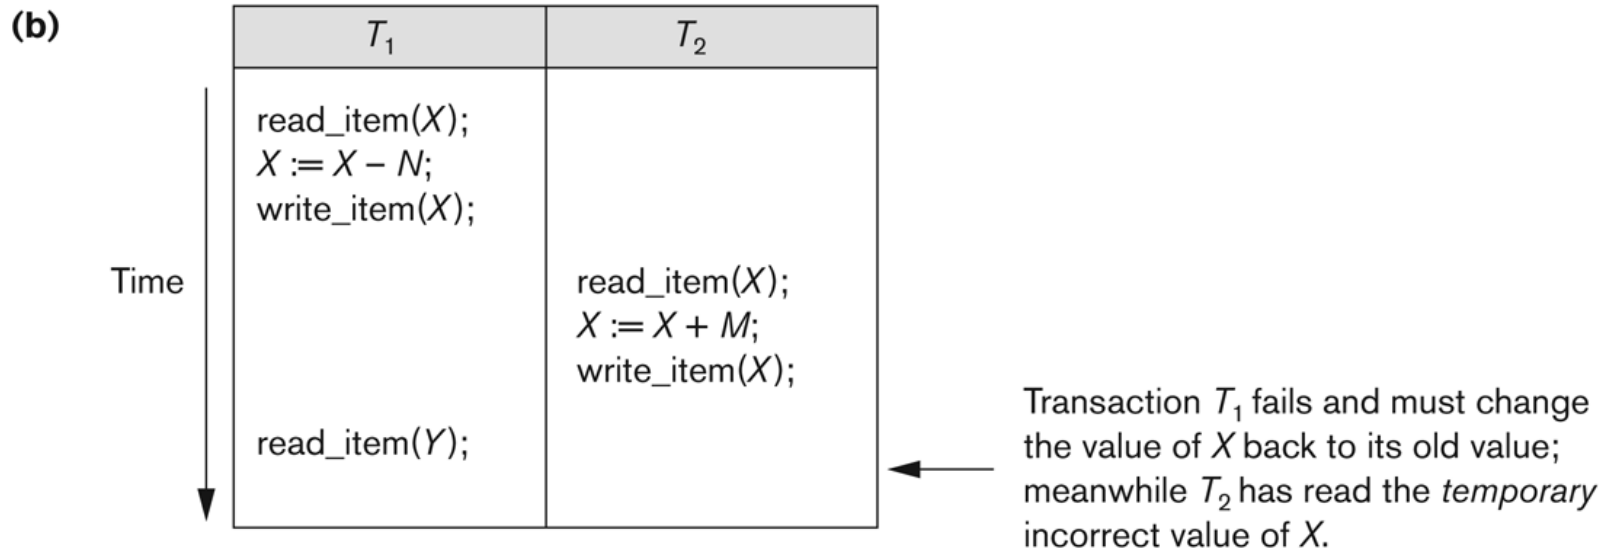 (b)
T1
T2
read_item(X);
X := X – N;
write_item(X);
Time
read_item(X);
X := X + M;
write_item(X);
read_item(Y);
Transaction T1 fails and must change
the value of X back to its old value;
meanwhile T2 has read the temporary
incorrect value of X.